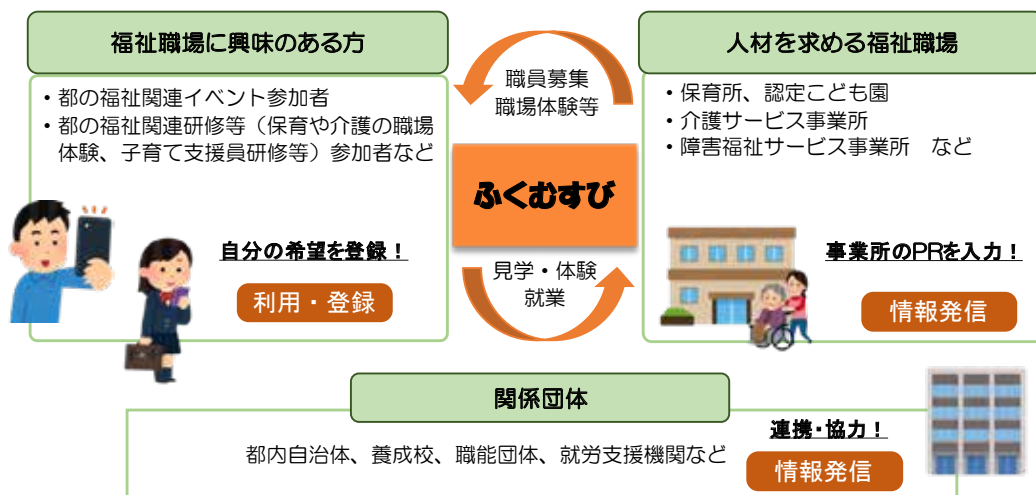 福祉職場に興味のある方
・都の福祉関連イベント参加者
・都の福祉関連研修等（保育や介護の職場
体験、子育て支援員研修等）参加者など
自分の希望を登録！
利用・登録
職員募集
職場体験等
ふくむすび
見学・体験
就業
人材を求める福祉職場
・保育所、認定こども園
・介護サービス事業所
・障害福祉サービス事業所　など
事業所のPRを入力！
情報発信
関係団体
連携・協力！
都内自治体、養成校、職能団体、就労支援機関など
情報発信